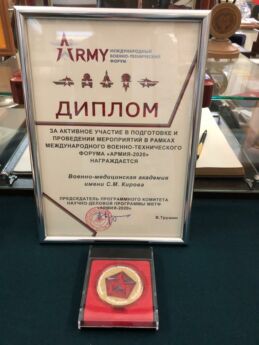 ARMY
МЕЖДУНАРОДНЫЙ
ВОЕННО-ТЕХНИЧЕСКИЙ
ФОРУМ
ДИПЛОМ
ЗА АКТИВНОЕ УЧАСТИЕ В ПОДГОТОВКЕ И
ПРОВЕДЕНИИ МЕРОПРИЯТИЙ В РАМКАХ
МЕЖДУНАРОДНОГО ВОЕННО-ТЕХНИЧЕСКОГО
ФОРУМА «АРМИЯ-2020»
НАГРАЖДАЕТСЯ
Военно-медицинская академия
имени С.М. Кирова
ПРЕДСЕДАТЕЛЬ ПРОГРАММНОГО КОМИТЕТА
НАУЧНО-ДЕЛОВОЙ ПРОГРАММЫ МВТФ
«АРМИЯ-2020»